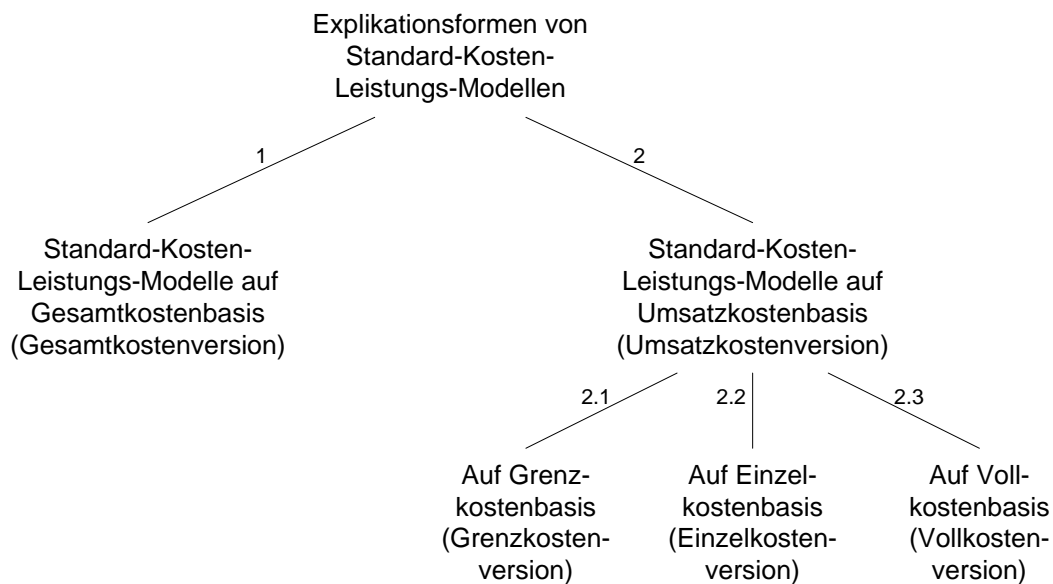 Explikationsformen von
Standard-Kosten-
Leistungs-Modellen
1
2
Standard-Kosten-
Leistungs-Modelle auf
Gesamtkostenbasis
(Gesamtkostenversion)
Standard-Kosten-
Leistungs-Modelle auf
Umsatzkostenbasis
(Umsatzkostenversion)
2.1
2.2
2.3
Auf Grenz-
kostenbasis
(Grenzkosten-
version)
Auf Einzel-
kostenbasis
(Einzelkosten-
version)
Auf Voll-
kostenbasis
(Vollkosten-
version)